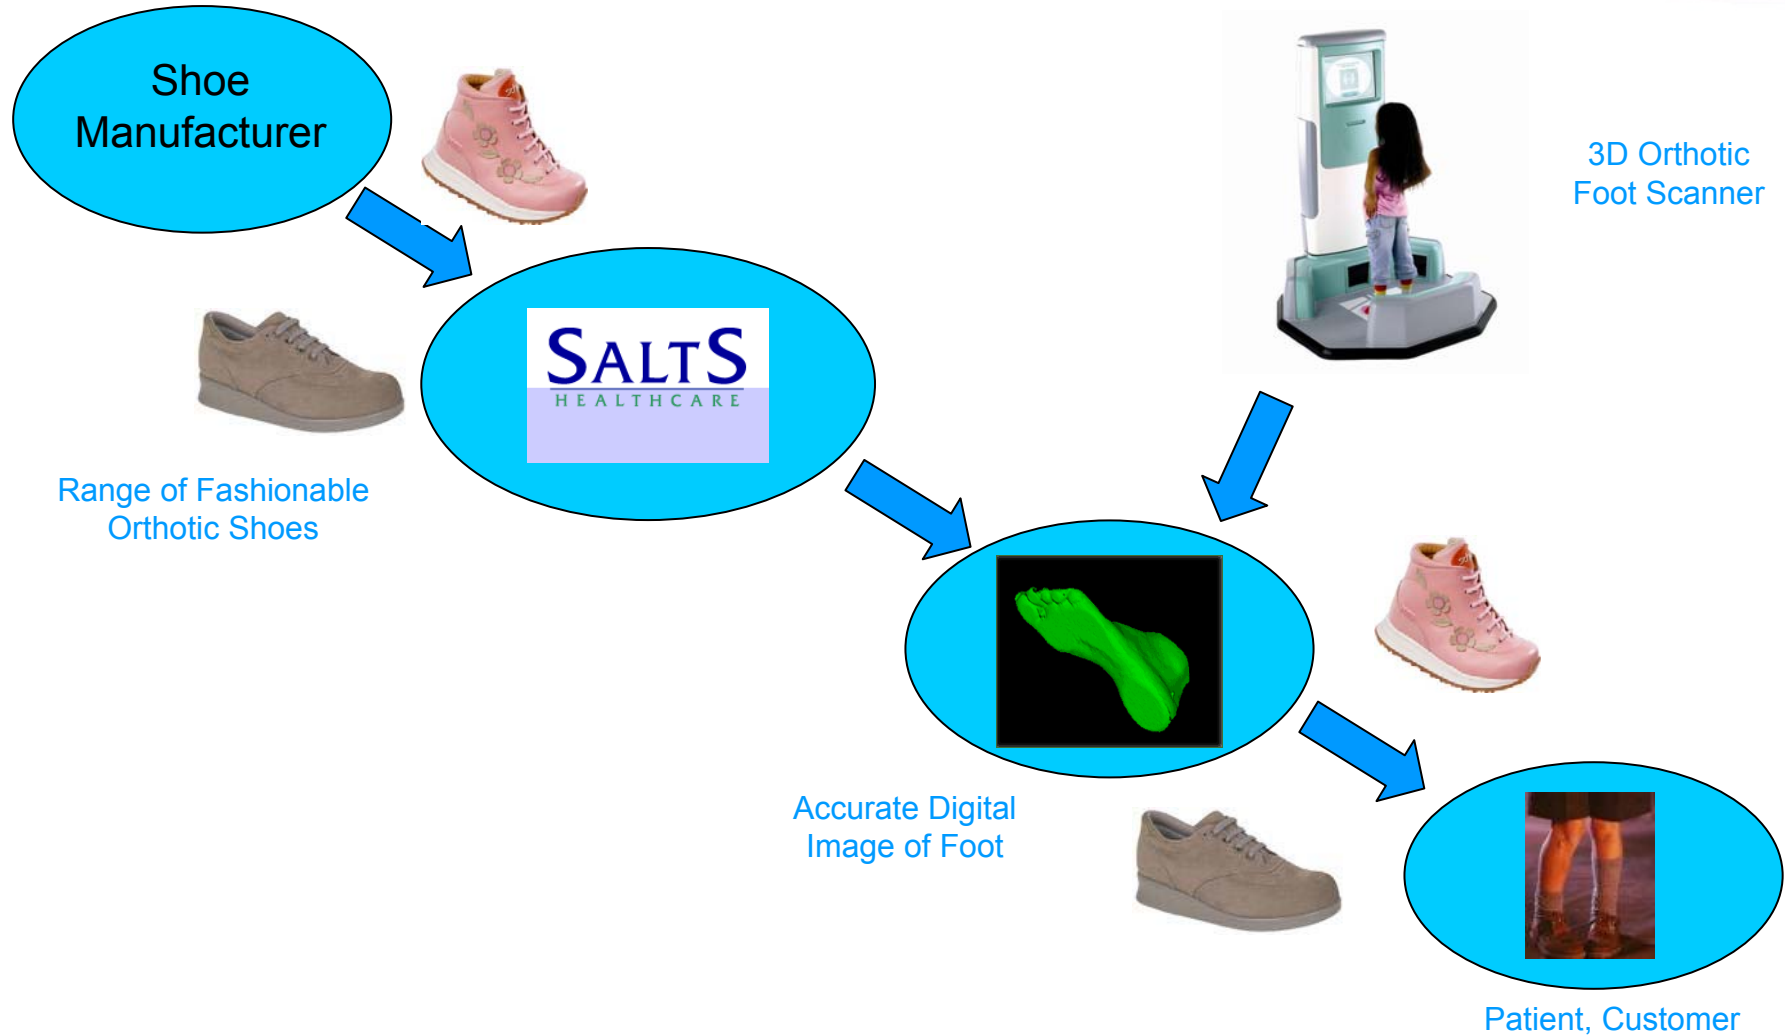 Shoe
Manufacturer
3D Orthotic
Foot Scanner
SALTS
HEALTHCARE
Range of Fashionable
Orthotic Shoes
Accurate Digital
Image of Foot
Patient, Customer